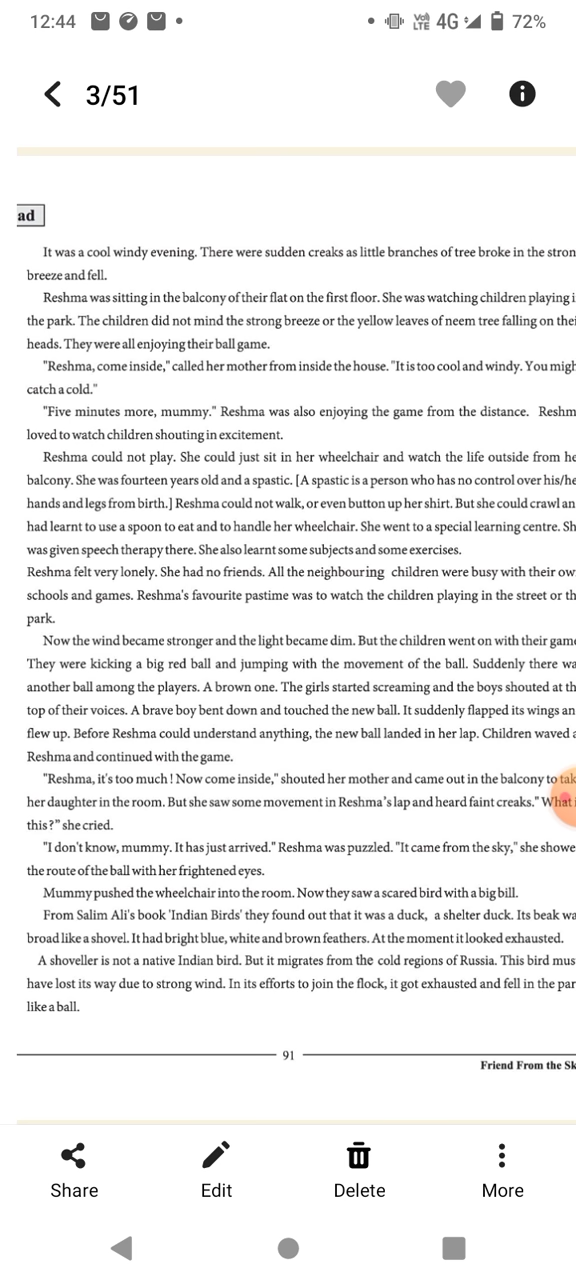 12:44 VoI) LTE 4G 72%
3/51
ad
It was a cool windy evening. There were sudden creaks as little branches of tree broke in the stron
breeze and fell.
Reshma was sitting in the balcony of their flat on the first floor. She was watching children playing i
the park. The children did not mind the strong breeze or the yellow leaves of neem tree falling on thei
heads. They were all enjoying their ball game.
"Reshma, come inside," called her mother from inside the house. "It is too cool and windy. You migh
catch a cold."
"Five minutes more, mummy." Reshma was also enjoying the game from the distance. Reshm
loved to watch children shouting in excitement.
Reshma could not play. She could just sit in her wheelchair and watch the life outside from he
balcony. She was fourteen years old and a spastic. [A spastic is a person who has no control over his/he
hands and legs from birth.] Reshma could not walk, or even button up her shirt. But she could crawl an
had learnt to use a spoon to eat and to handle her wheelchair. She went to a special learning centre. Sh
was given speech therapy there. She also learnt some subjects and some exercises.
Reshma felt very lonely. She had no friends. All the neighbouring children were busy with their ow
schools and games. Reshma's favourite pastime was to watch the children playing in the street or th
park.
Now the wind became stronger and the light became dim. But the children went on with their game
They were kicking a big red ball and jumping with the movement of the ball. Suddenly there wa
another ball among the players. A brown one. The girls started screaming and the boys shouted at th
top of their voices. A brave boy bent down and touched the new ball. It suddenly flapped its wings an
flew up. Before Reshma could understand anything, the new ball landed in her lap. Children waved a
Reshma and continued with the game.
"Reshma, it's too much ! Now come inside," shouted her mother and came out in the balcony to tak
her daughter in the room. But she saw some movement in Reshma's lap and heard faint creaks." What i
this?" she cried.
"I don't know, mummy. It has just arrived." Reshma was puzzled. "It came from the sky," she showe
the route of the ball with her frightened eyes.
Mummy pushed the wheelchair into the room. Now they saw a scared bird with a big bill.
From Salim Ali's book 'Indian Birds' they found out that it was a duck, a shelter duck. Its beak wa
broad like a shovel. It had bright blue, white and brown feathers. At the moment it looked exhausted.
A shoveller is not a native Indian bird. But it migrates from the cold regions of Russia. This bird mus
have lost its way due to strong wind. In its efforts to join the flock, it got exhausted and fell in the par
like a ball.
91
Friend From the Sk
Share Edit Delete More